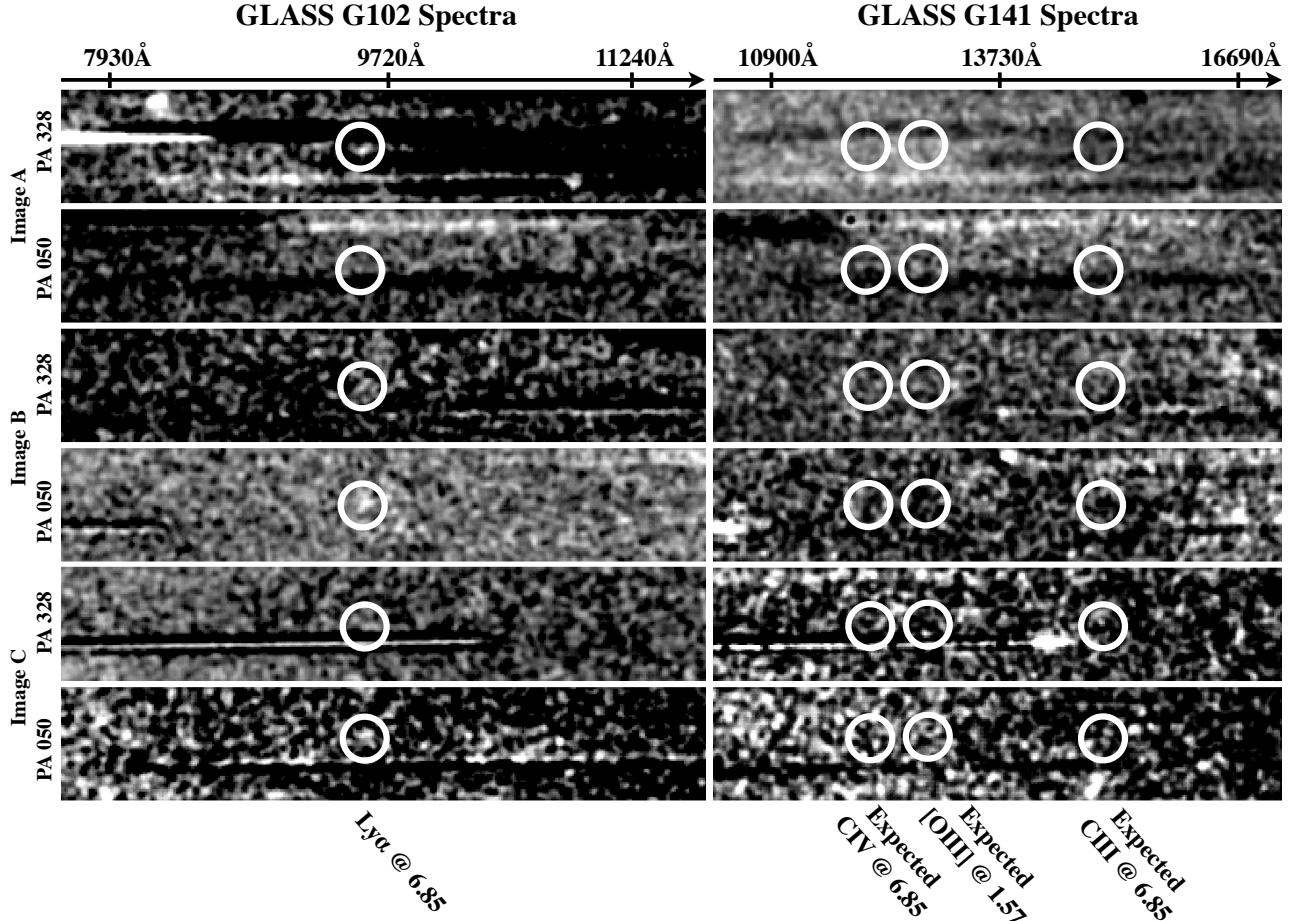 GLASS G102 Spectra
GLASS G141 Spectra
7930Å
9720Å
11240Å
10900Å
13730Å
16690Å
Image A
PA 328
PA 050
Image B
PA 328
PA 050
Image C
PA 328
PA 050
Lyα @ 6.85
Expected
CIV @ 6.85
Expected
[OIII] @ 1.57
Expected
CIII @ 6.85